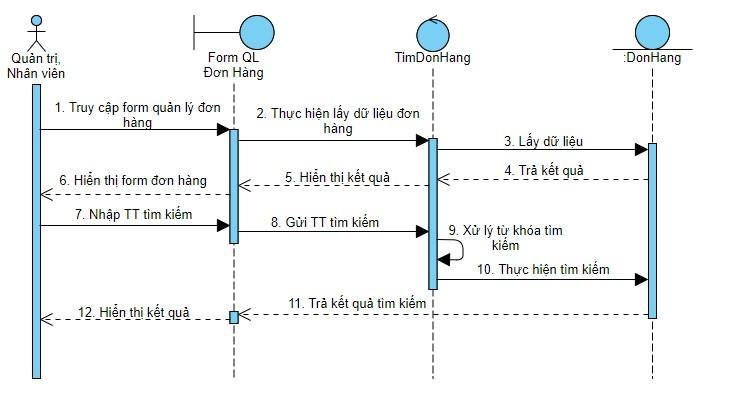 Quản trị,
Nhân viên
Form QL
Đơn Hàng
TimDonHang
:DonHang
1. Truy cập form quản lý đơn
hàng
2. Thực hiện lấy dữ liệu đơn
hàng
3. Lấy dữ liệu
4. Trả kết quả
5. Hiển thị kết quả
6. Hiển thị form đơn hàng
7. Nhập TT tìm kiếm
8. Gửi TT tìm kiếm
9. Xử lý từ khóa tìm
kiếm
10. Thực hiện tìm kiếm
11. Trả kết quả tìm kiếm
12. Hiển thị kết quả